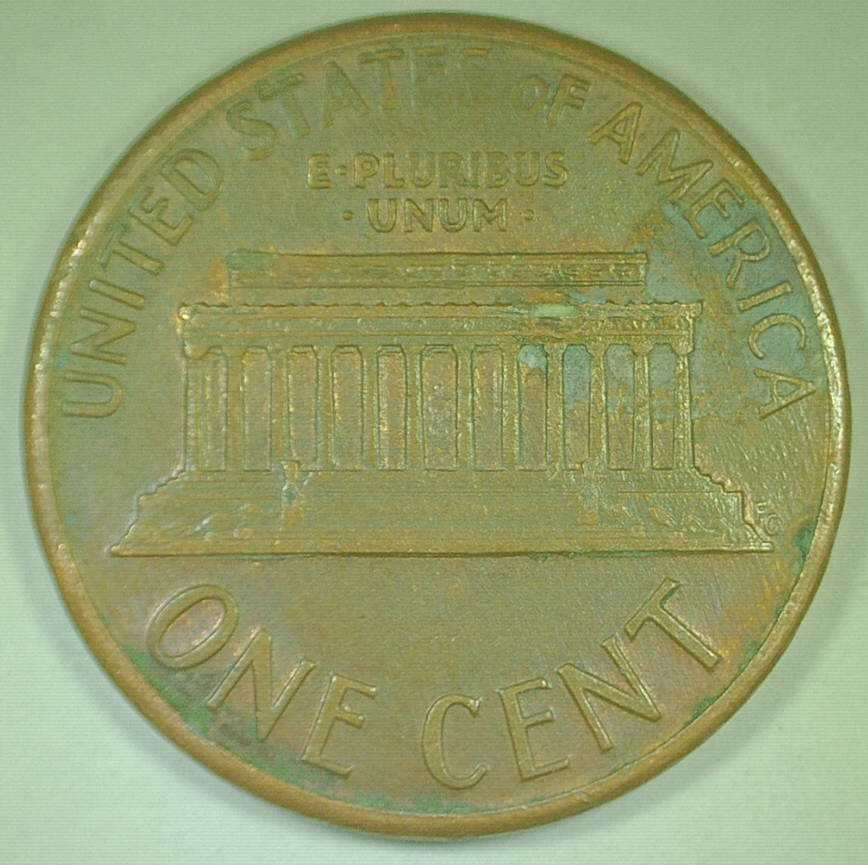 UNITED STATES OF AMERICA
E·PLURIBUS
·UNUM·
FG
ONE CENT